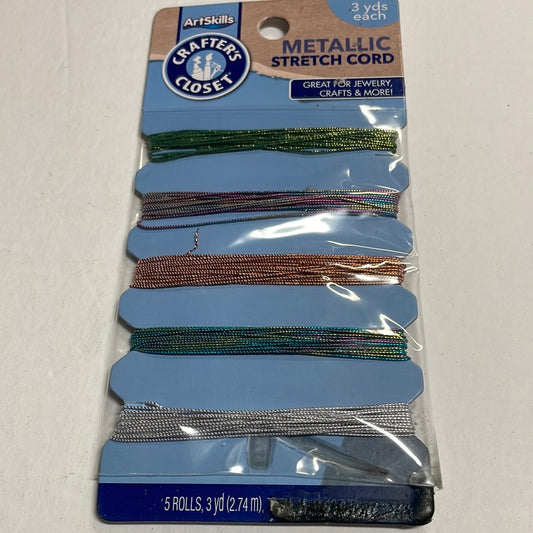 ArtSkills
CRAFTER'S
CLOSET
3 yds
each
METALLIC
STRETCH CORD
GREAT FOR JEWELRY,
CRAFTS & MORE!
5 ROLLS, 3 yd (2.74 m),